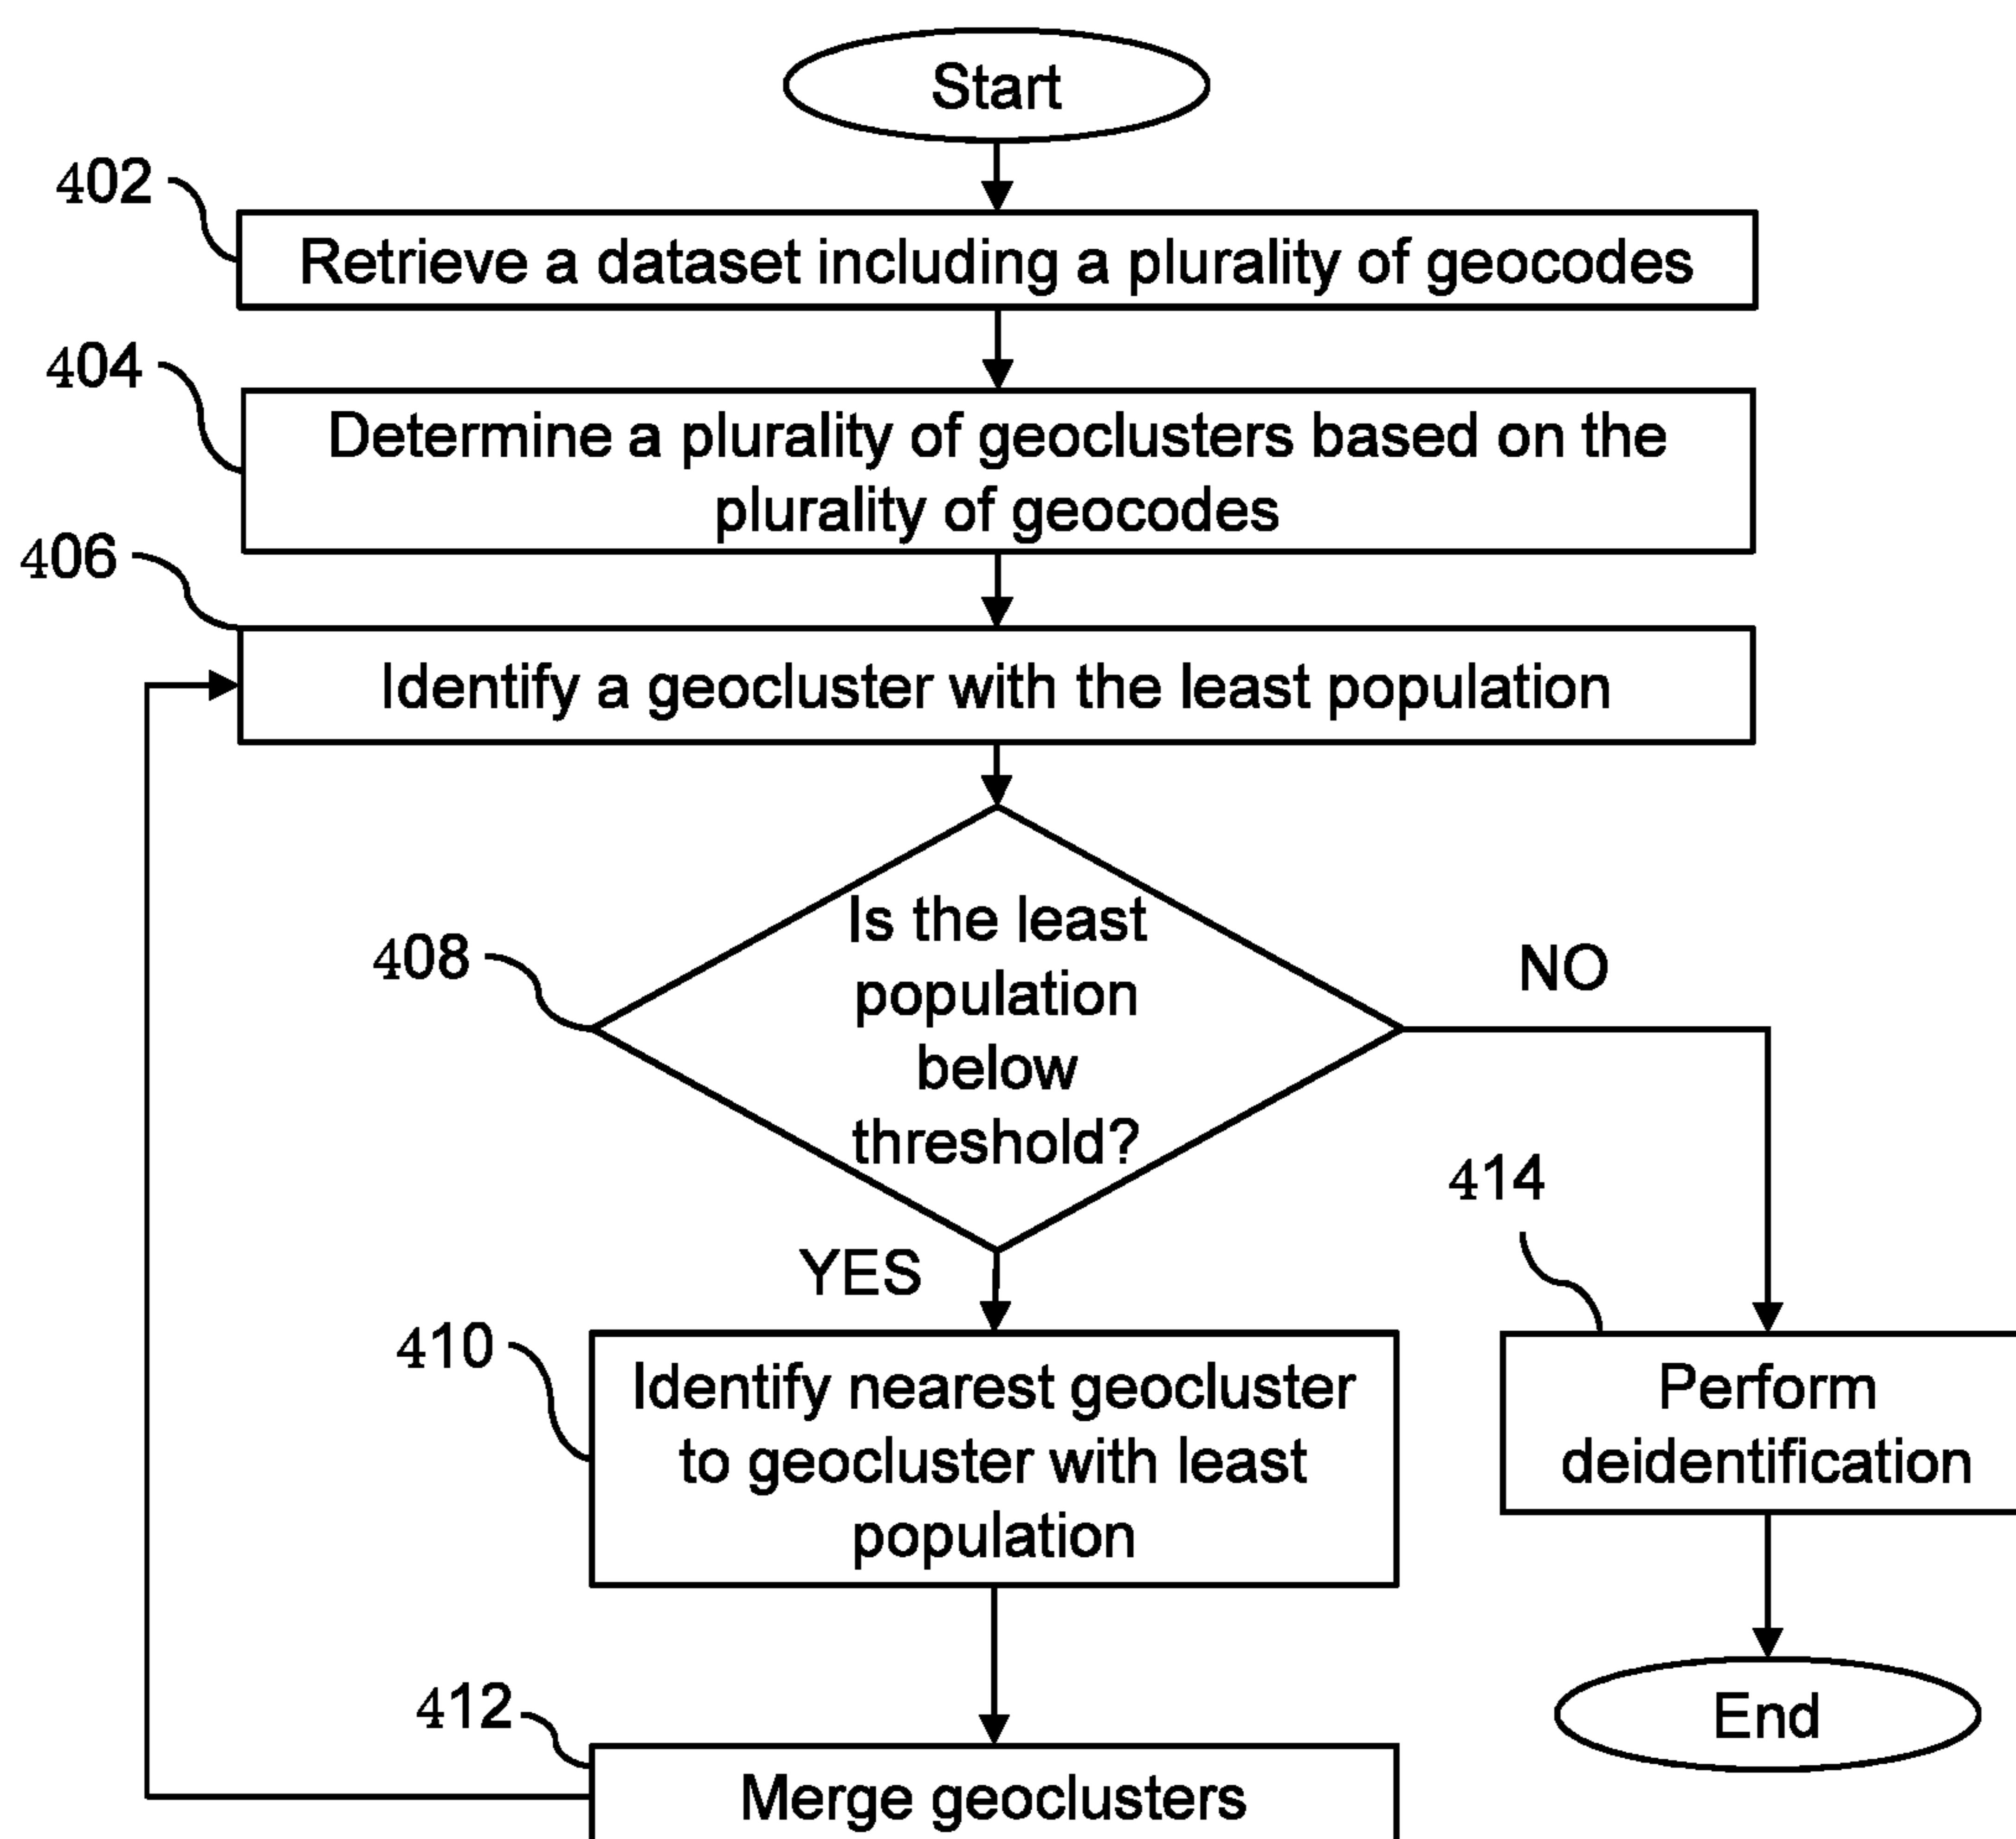 Start
402
Retrieve a dataset including a plurality of geocodes
404
Determine a plurality of geoclusters based on the
plurality of geocodes
406
Identify a geocluster with the least population
408
Is the least
population
below
threshold?
NO
YES
414
410
Identify nearest geocluster
to geocluster with least
population
Perform
deidentification
412
Merge geoclusters
End